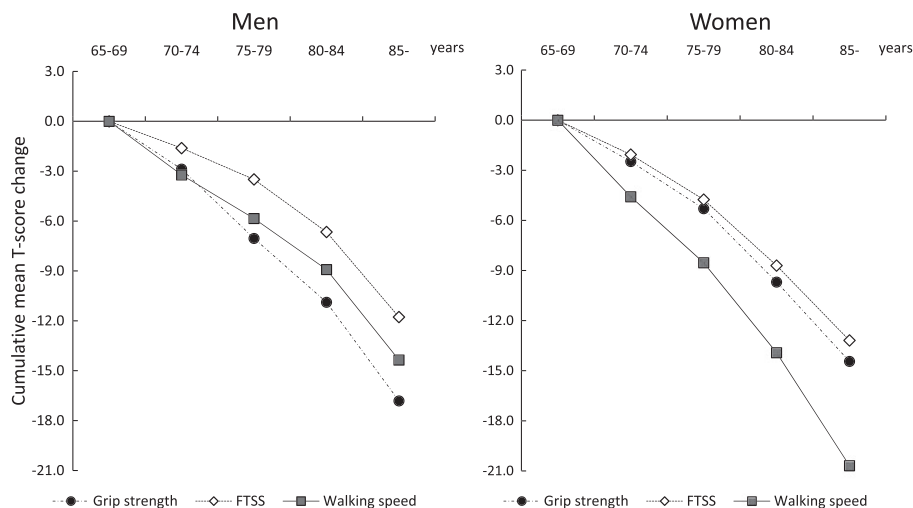 Men
65-69 70-74 75-79 80-84 85- years
3.0
0.0
-3.0
-6.0
-9.0
-12.0
-15.0
-18.0
-21.0
Cumulative mean T-score change
Grip strength FTSS Walking speed
Women
65-69 70-74 75-79 80-84 85- years
3.0
0.0
-3.0
-6.0
-9.0
-12.0
-15.0
-18.0
-21.0
Grip strength FTSS Walking speed